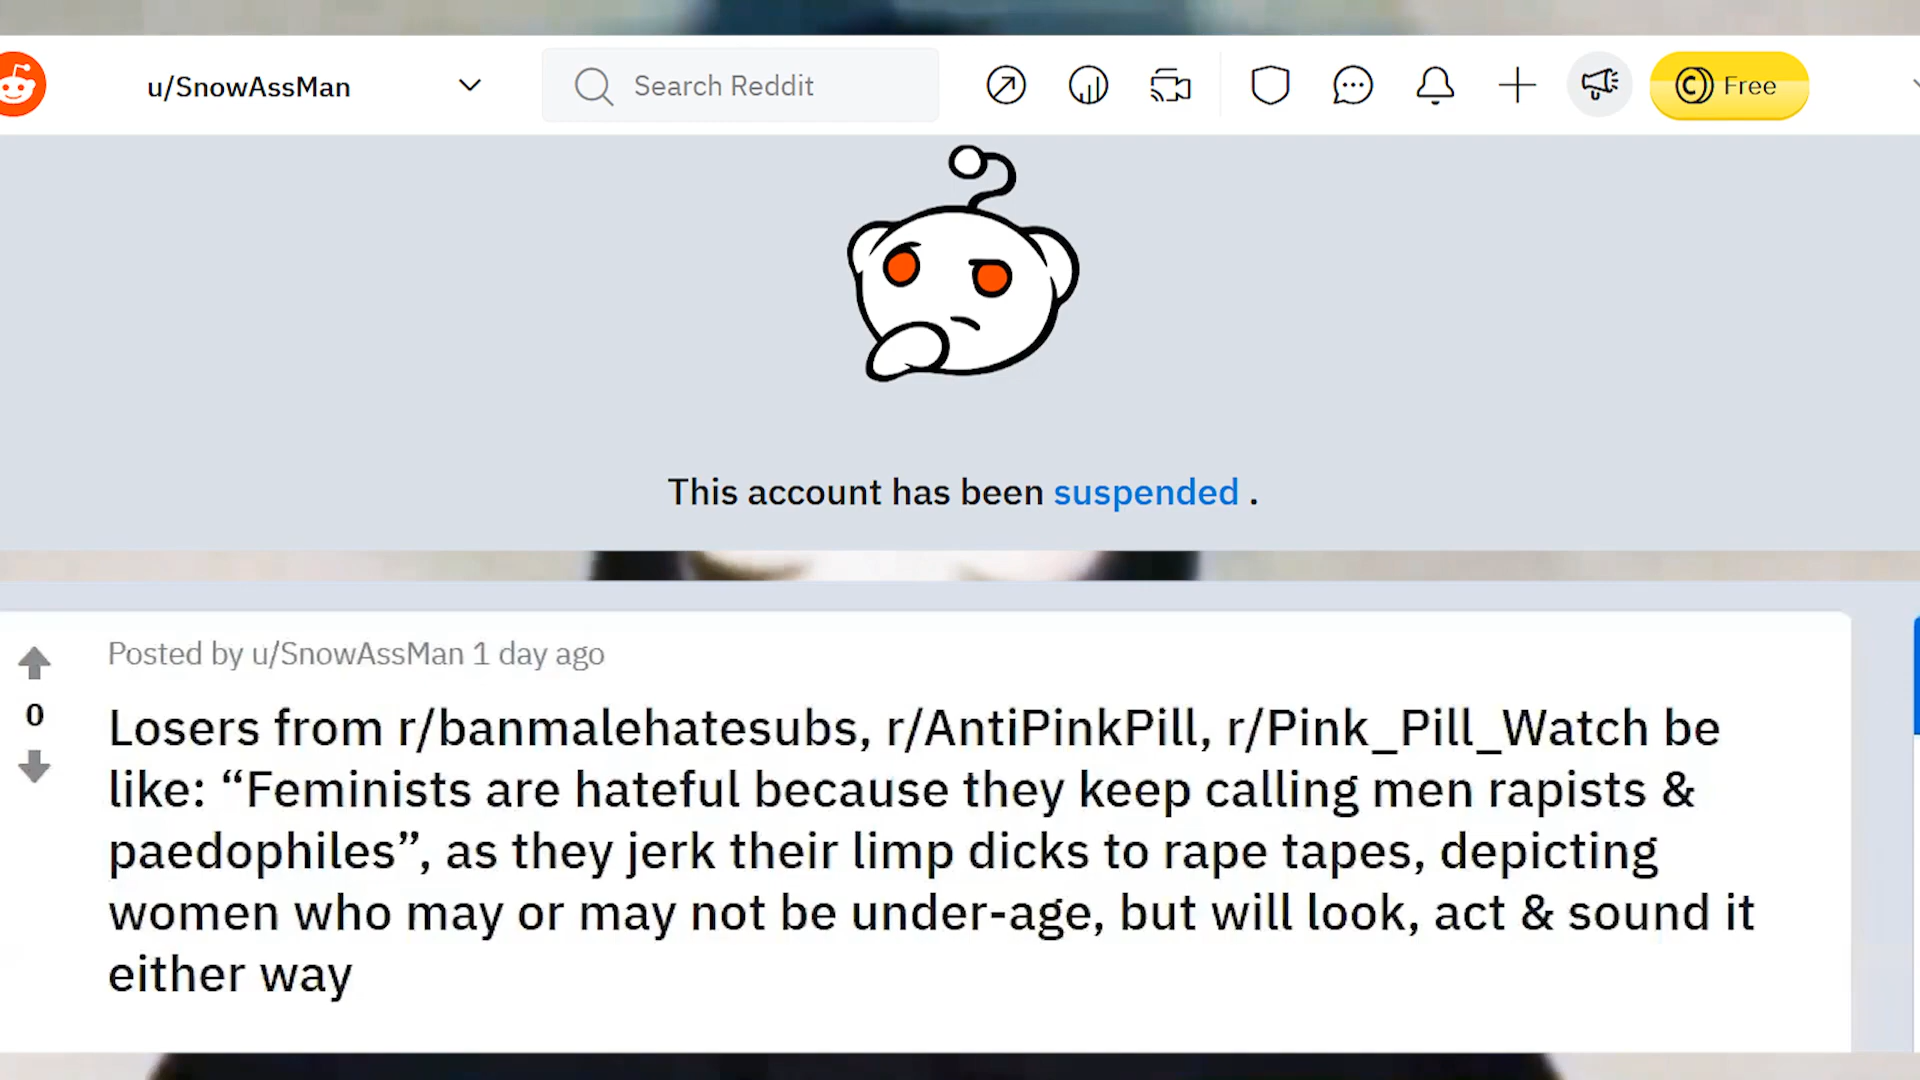 u/SnowAssMan
Search Reddit
Free
This account has been suspended .
Posted by u/SnowAssMan 1 day ago
0
Losers from r/banmalehatesubs, r/AntiPinkPill, r/Pink_Pill_Watch be
like: “Feminists are hateful because they keep calling men rapists &
paedophiles”, as they jerk their limp dicks to rape tapes, depicting
women who may or may not be under-age, but will look, act & sound it
either way